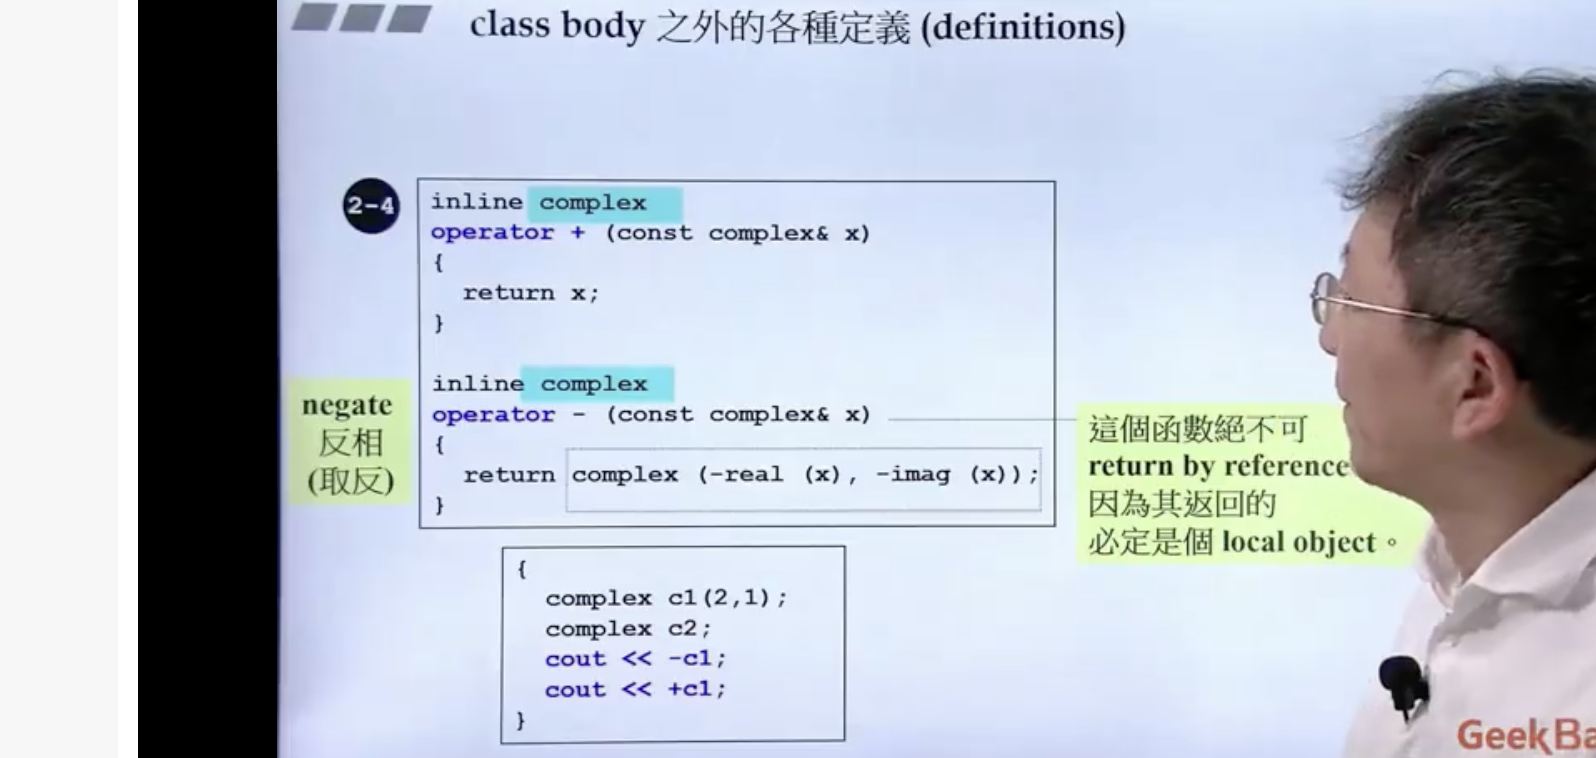 class body 之外的各種定義 (definitions)
2-4
inline complex
operator + (const complex& x)
{
return x;
}
inline complex
operator - (const complex& x)
{
return complex (-real (x), -imag (x));
}
negate
反相
(取反)
這個函數絕不可
return by reference
因為其返回的
必定是個 local object。
{
complex c1(2,1);
complex c2;
cout << -c1;
cout << +c1;
}
GeekBa